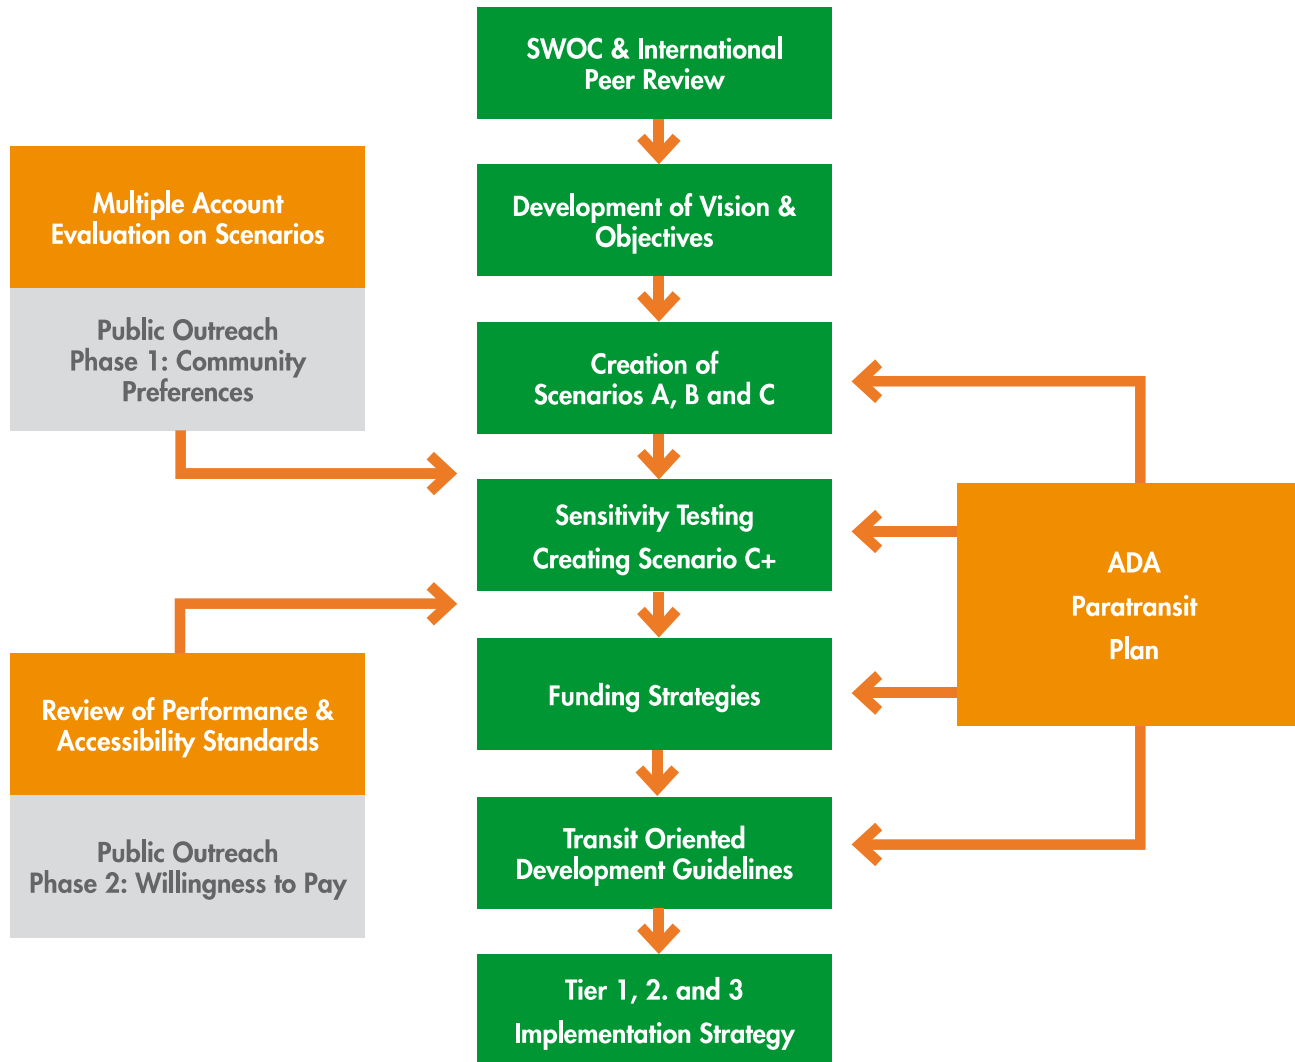 SWOC & International
Peer Review
Development of Vision &
Objectives
Multiple Account
Evaluation on Scenarios
Public Outreach
Phase 1: Community
Preferences
Creation of
Scenarios A, B and C
Sensitivity Testing
Creating Scenario C+
ADA
Paratransit
Plan
Review of Performance &
Accessibility Standards
Public Outreach
Phase 2: Willingness to Pay
Funding Strategies
Transit Oriented
Development Guidelines
Tier 1, 2. and 3
Implementation Strategy